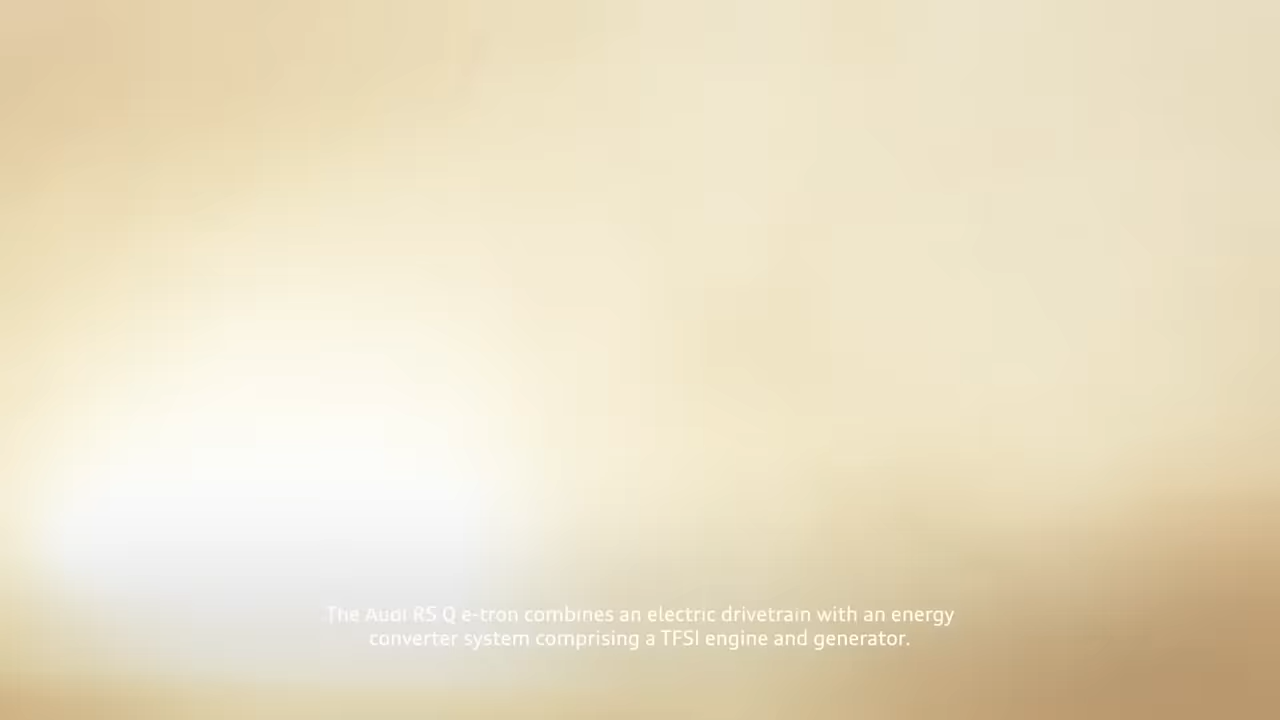 The Audi RS Q e-tron combines an electric drivetrain with an energy
converter system comprising a TFSI engine and generator.